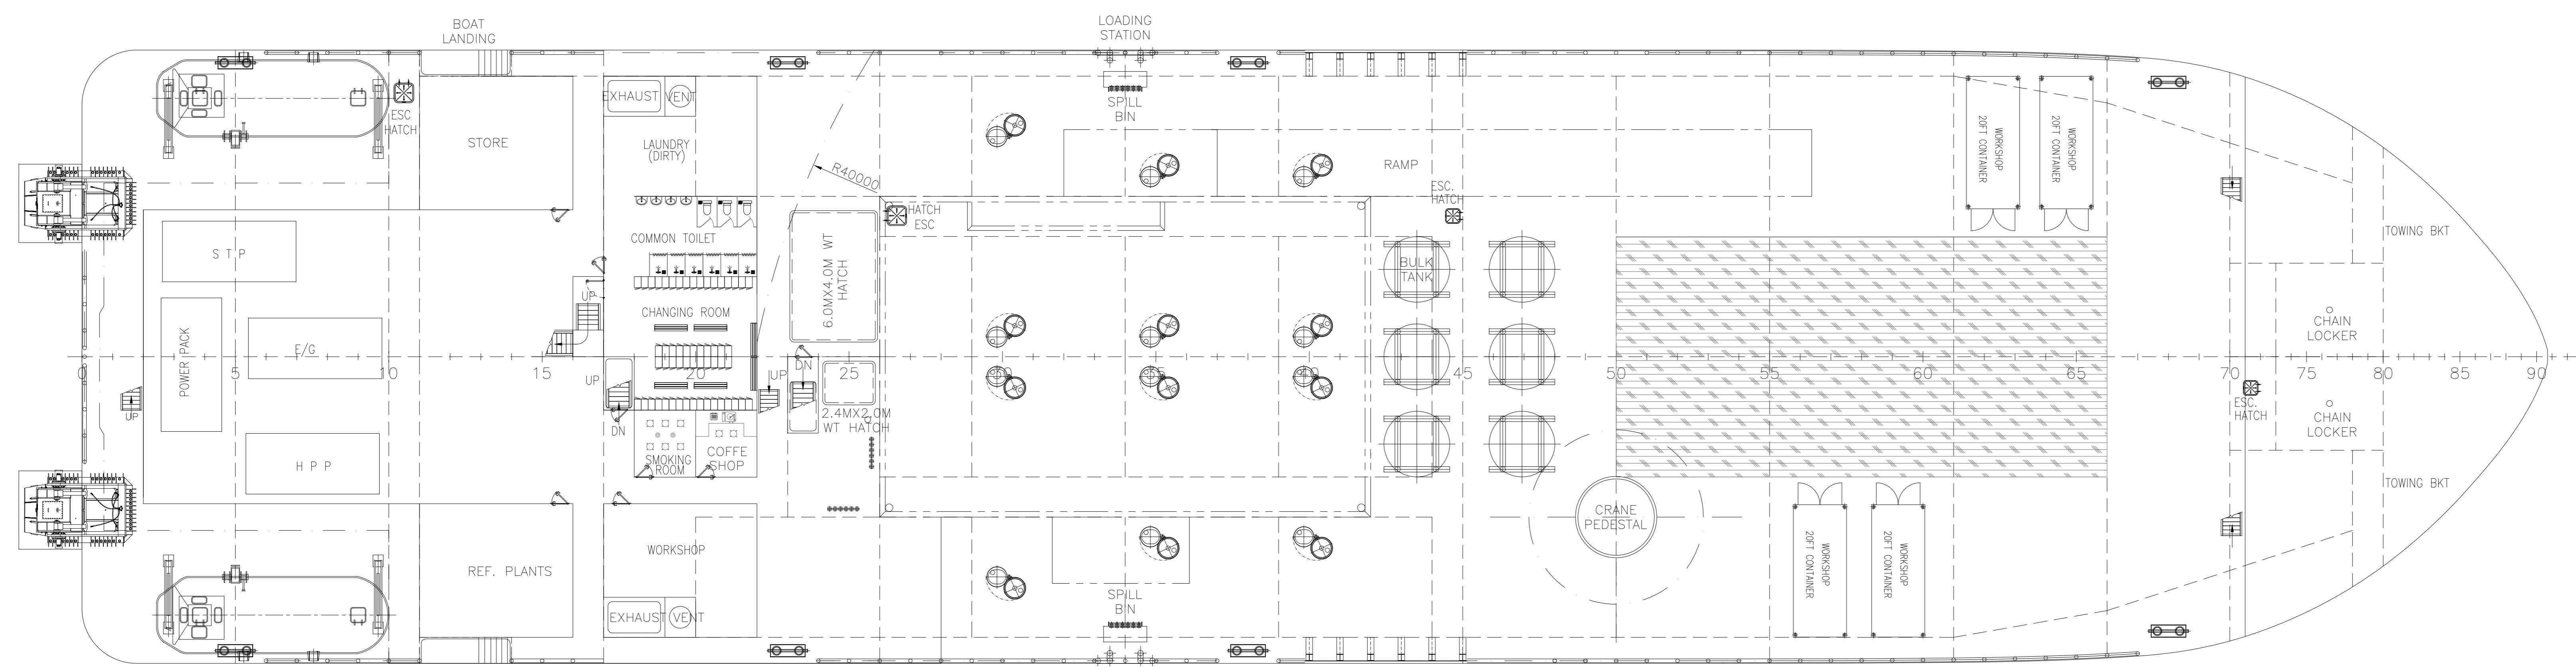 BOAT
LANDING
LOADING
STATION
ESC
HATCH
STORE
EXHAUST
VENT
LAUNDRY
(DIRTY)
R40000
SPILL
BIN
RAMP
ESC.
HATCH
WORKSHOP
20FT CONTAINER
WORKSHOP
20FT CONTAINER
S T P
COMMON TOILET
HATCH
ESC
6.0MX4.0M WT
HATCH
BULK
TANK
TOWING BKT
UP
CHANGING ROOM
POWER PACK
E/G
CHAIN
LOCKER
0
5
10
15
20
25
30
35
40
45
50
55
60
65
70
75
80
85
90
UP
UP
UP
DN
DN
2.4MX2.0M
WT HATCH
SMOKING
ROOM
COFFE
SHOP
ESC.
HATCH
CHAIN
LOCKER
H P P
TOWING BKT
CRANE
PEDESTAL
WORKSHOP
REF. PLANTS
WORKSHOP
20FT CONTAINER
WORKSHOP
20FT CONTAINER
SPILL
BIN
EXHAUST
VENT